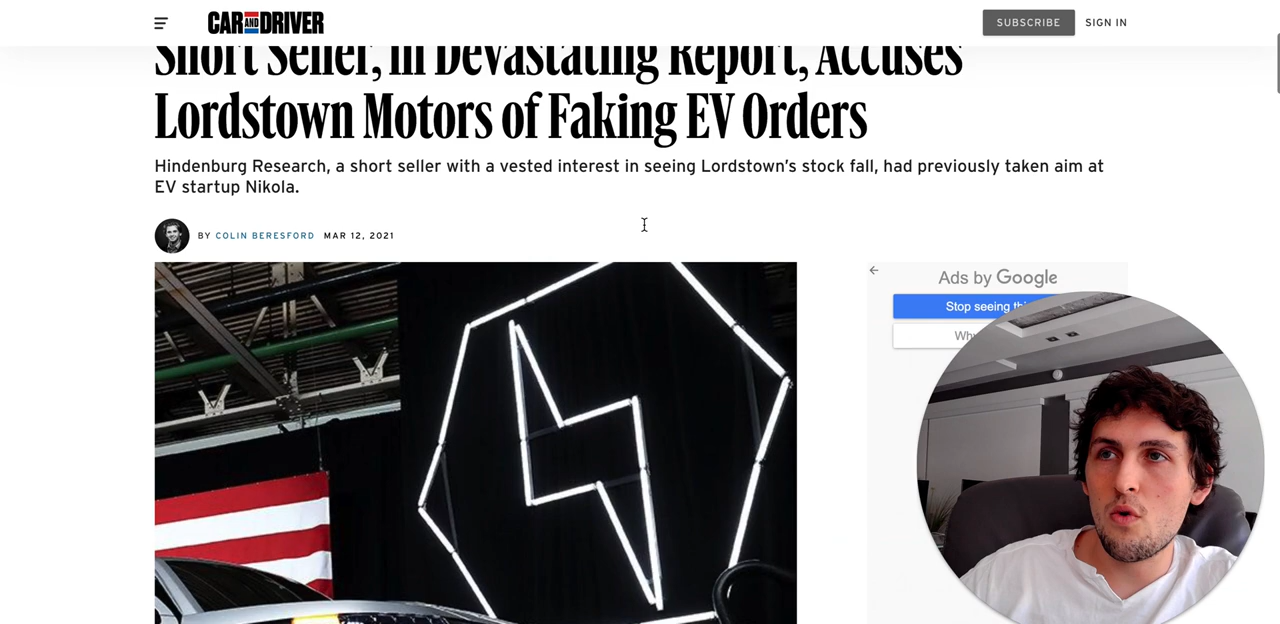 CAR AND DRIVER
SUBSCRIBE
SIGN IN
Short Seller, in Devastating Report, Accuses
Lordstown Motors of Faking EV Orders
Hindenburg Research, a short seller with a vested interest in seeing Lordstown’s stock fall, had previously taken aim at
EV startup Nikola.
BY COLIN BERESFORD MAR 12, 2021
Ads by Google
Stop seeing